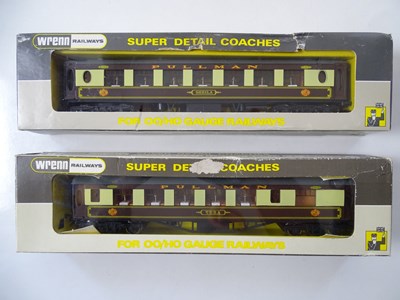 wrenn RAILWAYS SUPER DETAIL COACHES
PULLMAN
FOR OO/HO GAUGE RAILWAYS
wrenn RAILWAYS SUPER DETAIL COACHES
PULLMAN
VERA
FOR OO/HO GAUGE RAILWAYS